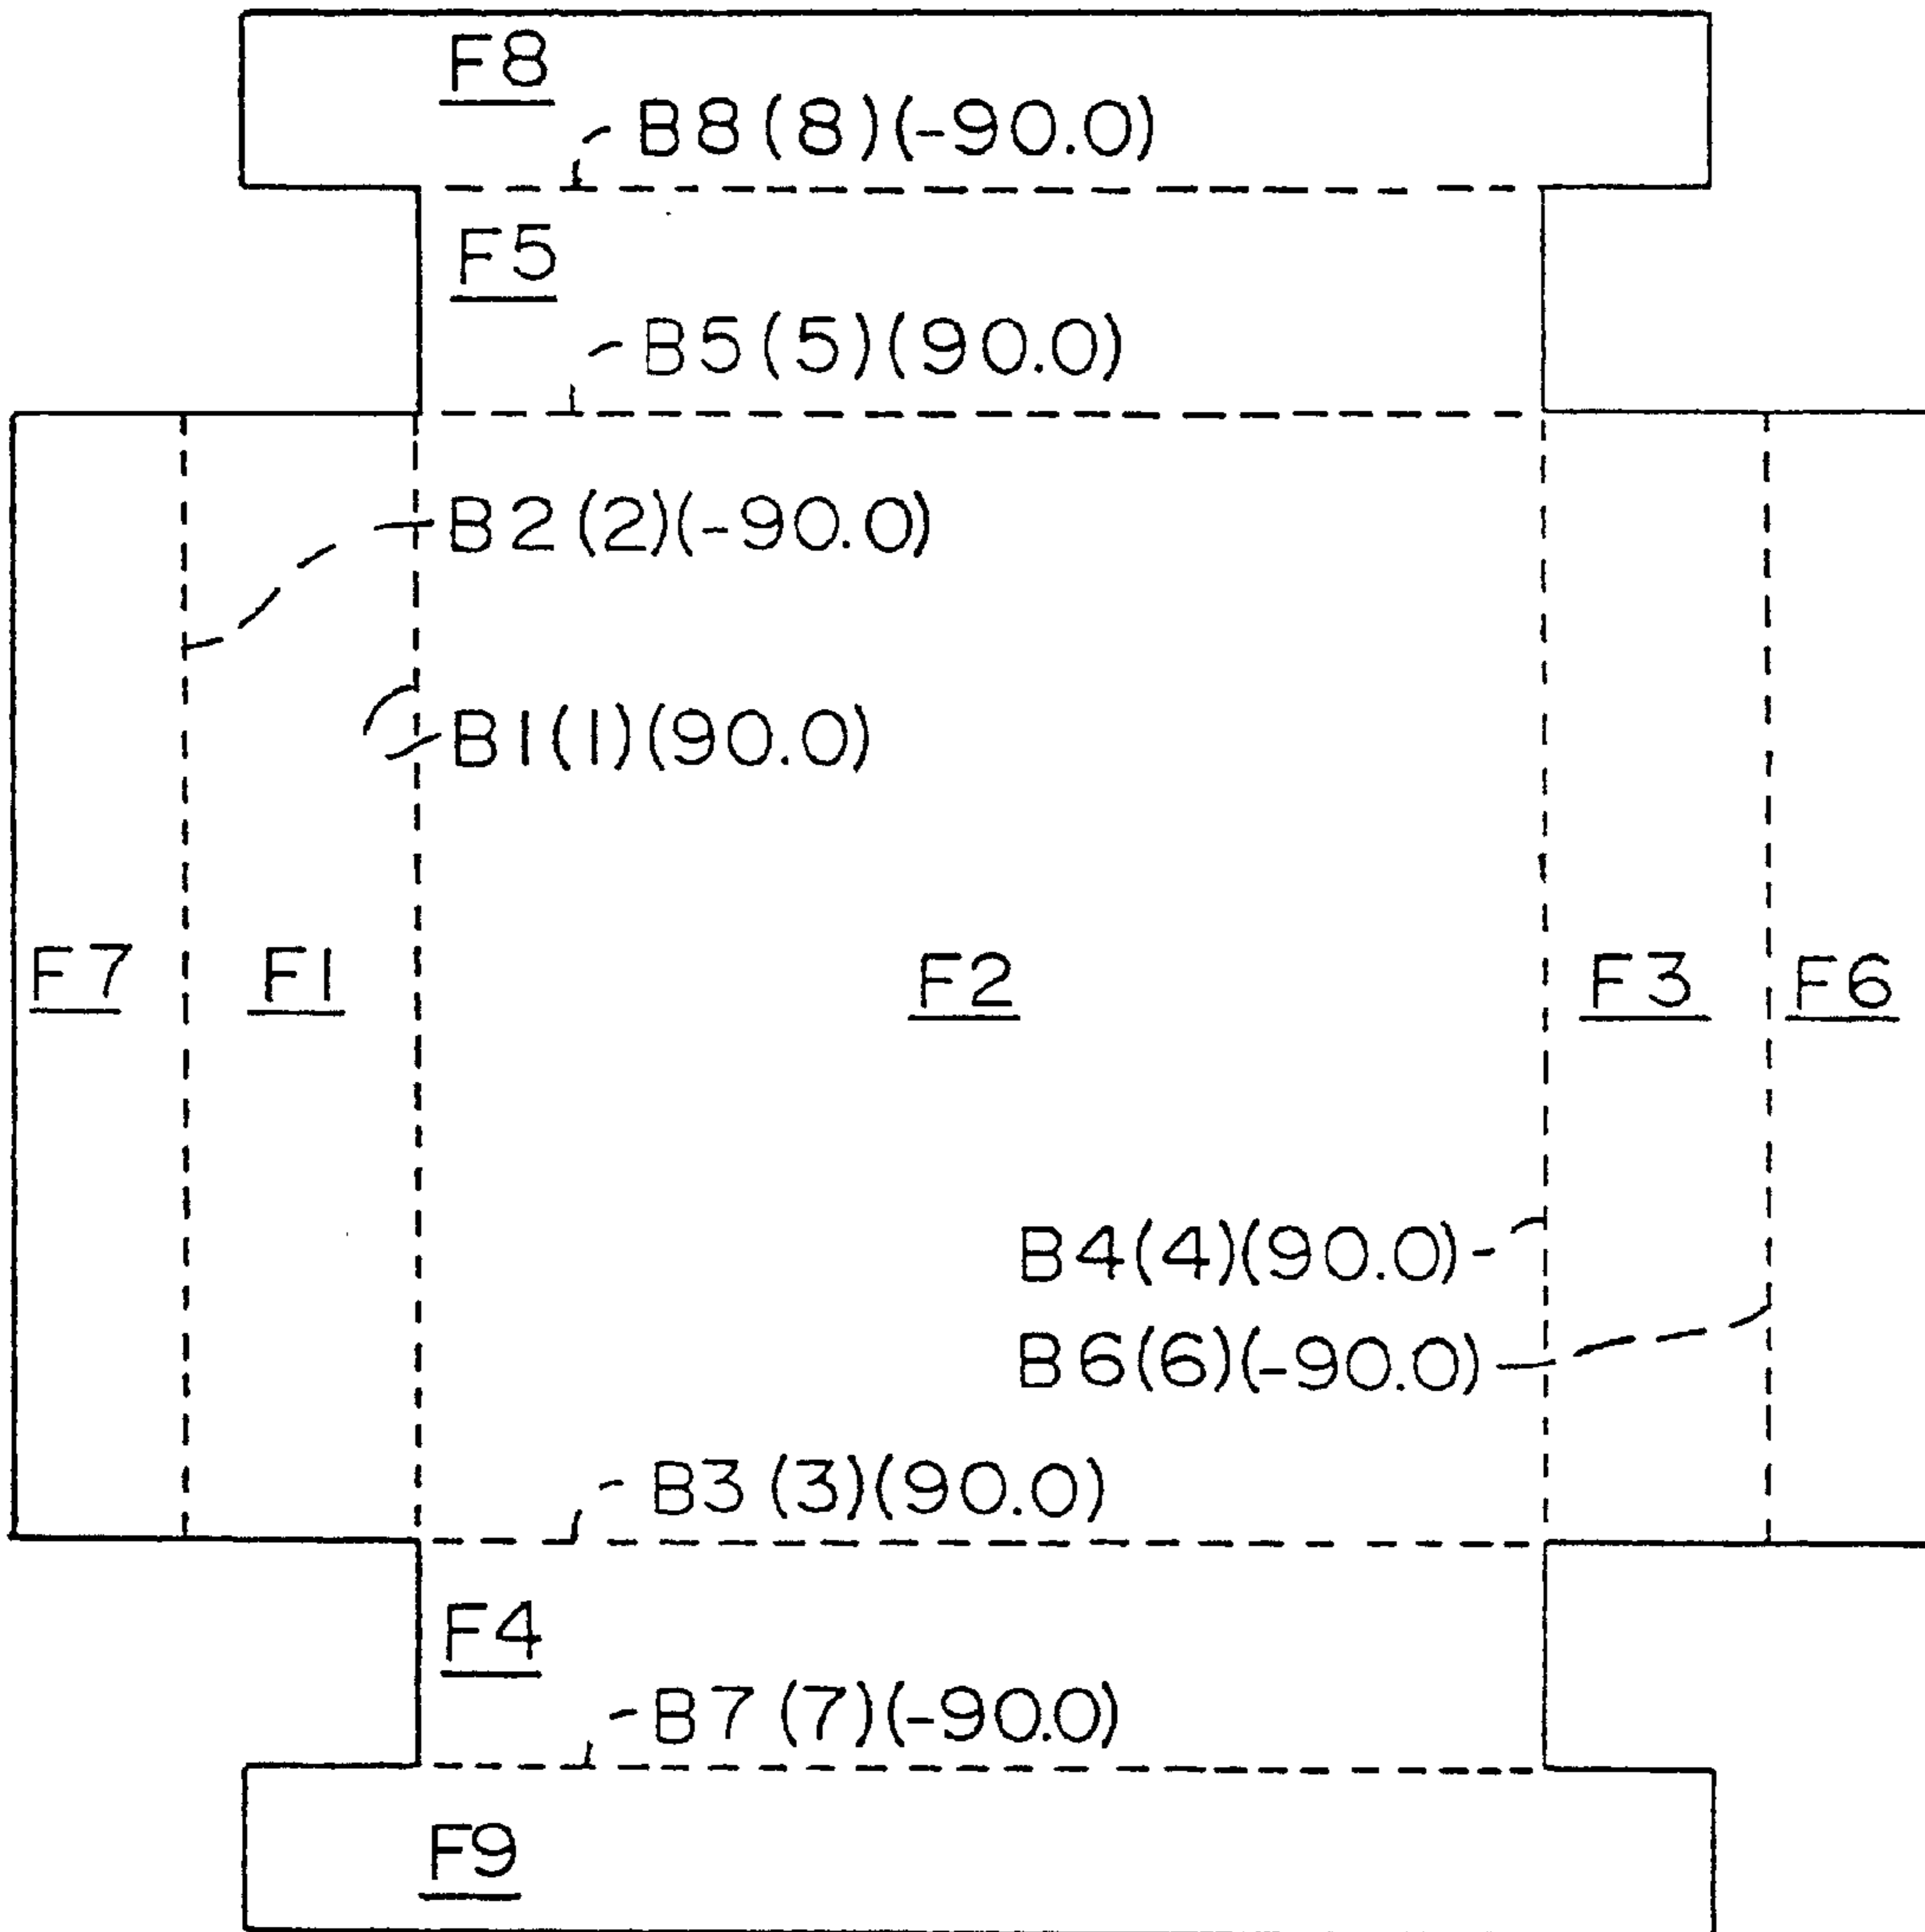 F8
B8(8)(-90.0)
F5
B5(5)(90.0)
B2(2)(-90.0)
B1(1)(90.0)
F7 F1 F2 F3 F6
B4(4)(90.0)
B6(6)(-90.0)
B3(3)(90.0)
F4
B7(7)(-90.0)
F9